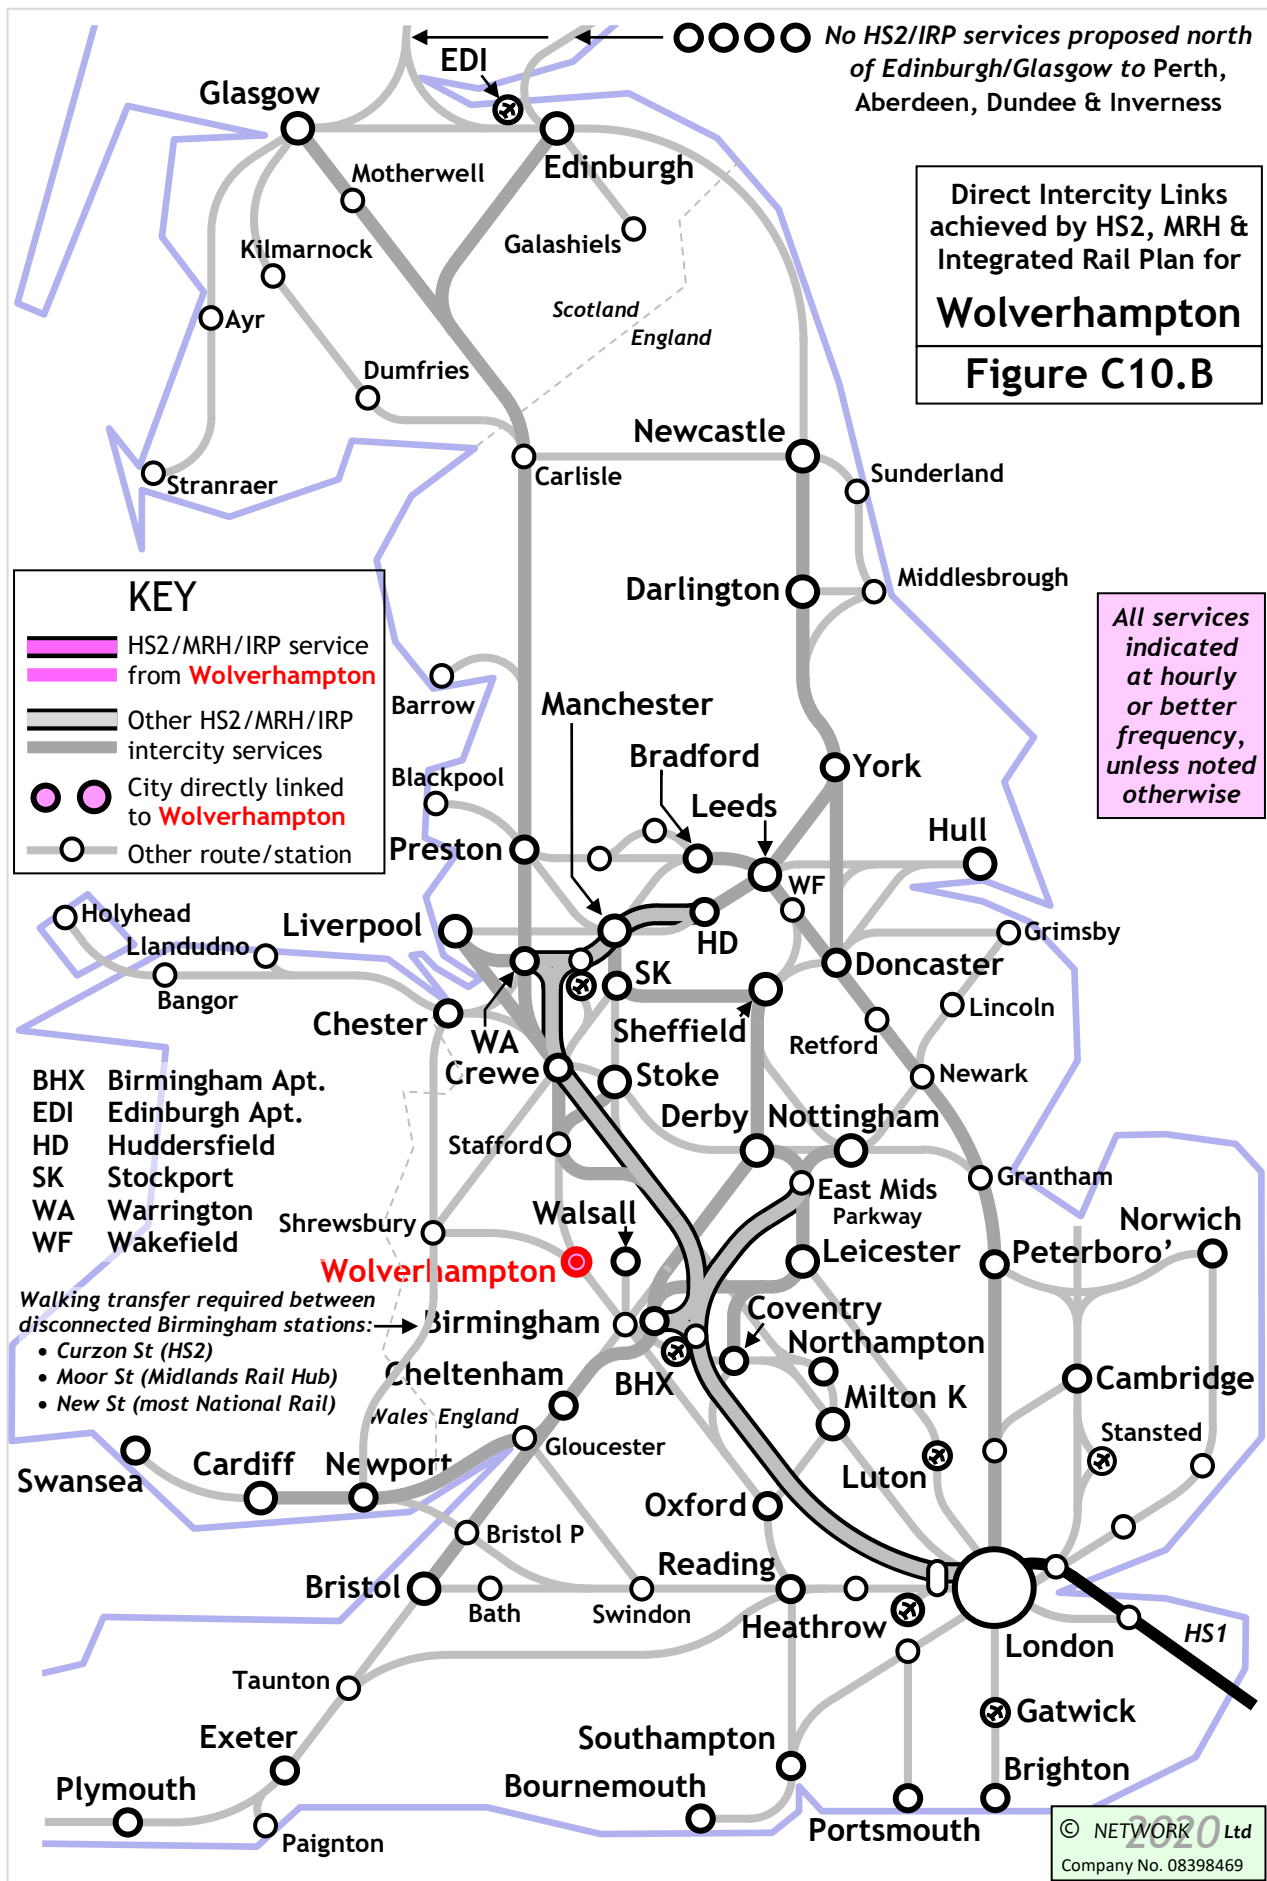 No HS2/IRP services proposed north
of Edinburgh/Glasgow to Perth,
Aberdeen, Dundee & Inverness
EDI
Glasgow
Edinburgh
Motherwell
Galashiels
Kilmarnock
Ayr
Scotland
England
Dumfries
Direct Intercity Links
achieved by HS2, MRH &
Integrated Rail Plan for
Wolverhampton
Figure C10.B
Newcastle
Carlisle
Sunderland
Stranraer
Darlington
Middlesbrough
KEY
HS2/MRH/IRP service
from Wolverhampton
Other HS2/MRH/IRP
intercity services
City directly linked
to Wolverhampton
Other route/station
All services
indicated
at hourly
or better
frequency,
unless noted
otherwise
Barrow
Manchester
Bradford
York
Blackpool
Leeds
Preston
Hull
WF
Holyhead
Llandudno
Bangor
Liverpool
HD
Grimsby
SK
Doncaster
Chester
WA
Sheffield
Lincoln
Retford
Crewe
Stoke
Newark
BHX Birmingham Apt.
EDI Edinburgh Apt.
HD Huddersfield
SK Stockport
WA Warrington
WF Wakefield
Derby
Nottingham
Stafford
Grantham
East Mids
Parkway
Shrewsbury
Walsall
Norwich
Leicester
Peterboro’
Wolverhampton
Walking transfer required between
disconnected Birmingham stations:
• Curzon St (HS2)
• Moor St (Midlands Rail Hub)
• New St (most National Rail)
Birmingham
Coventry
Northampton
BHX
Cheltenham
Milton K
Cambridge
Wales England
Gloucester
Stansted
Swansea
Cardiff
Newport
Luton
Oxford
Bristol P
Reading
Bristol
Bath
Swindon
Heathrow
London
HS1
Taunton
Gatwick
Exeter
Southampton
Brighton
Plymouth
Bournemouth
Portsmouth
Paignton
© NETWORK 2020 Ltd
Company No. 08398469